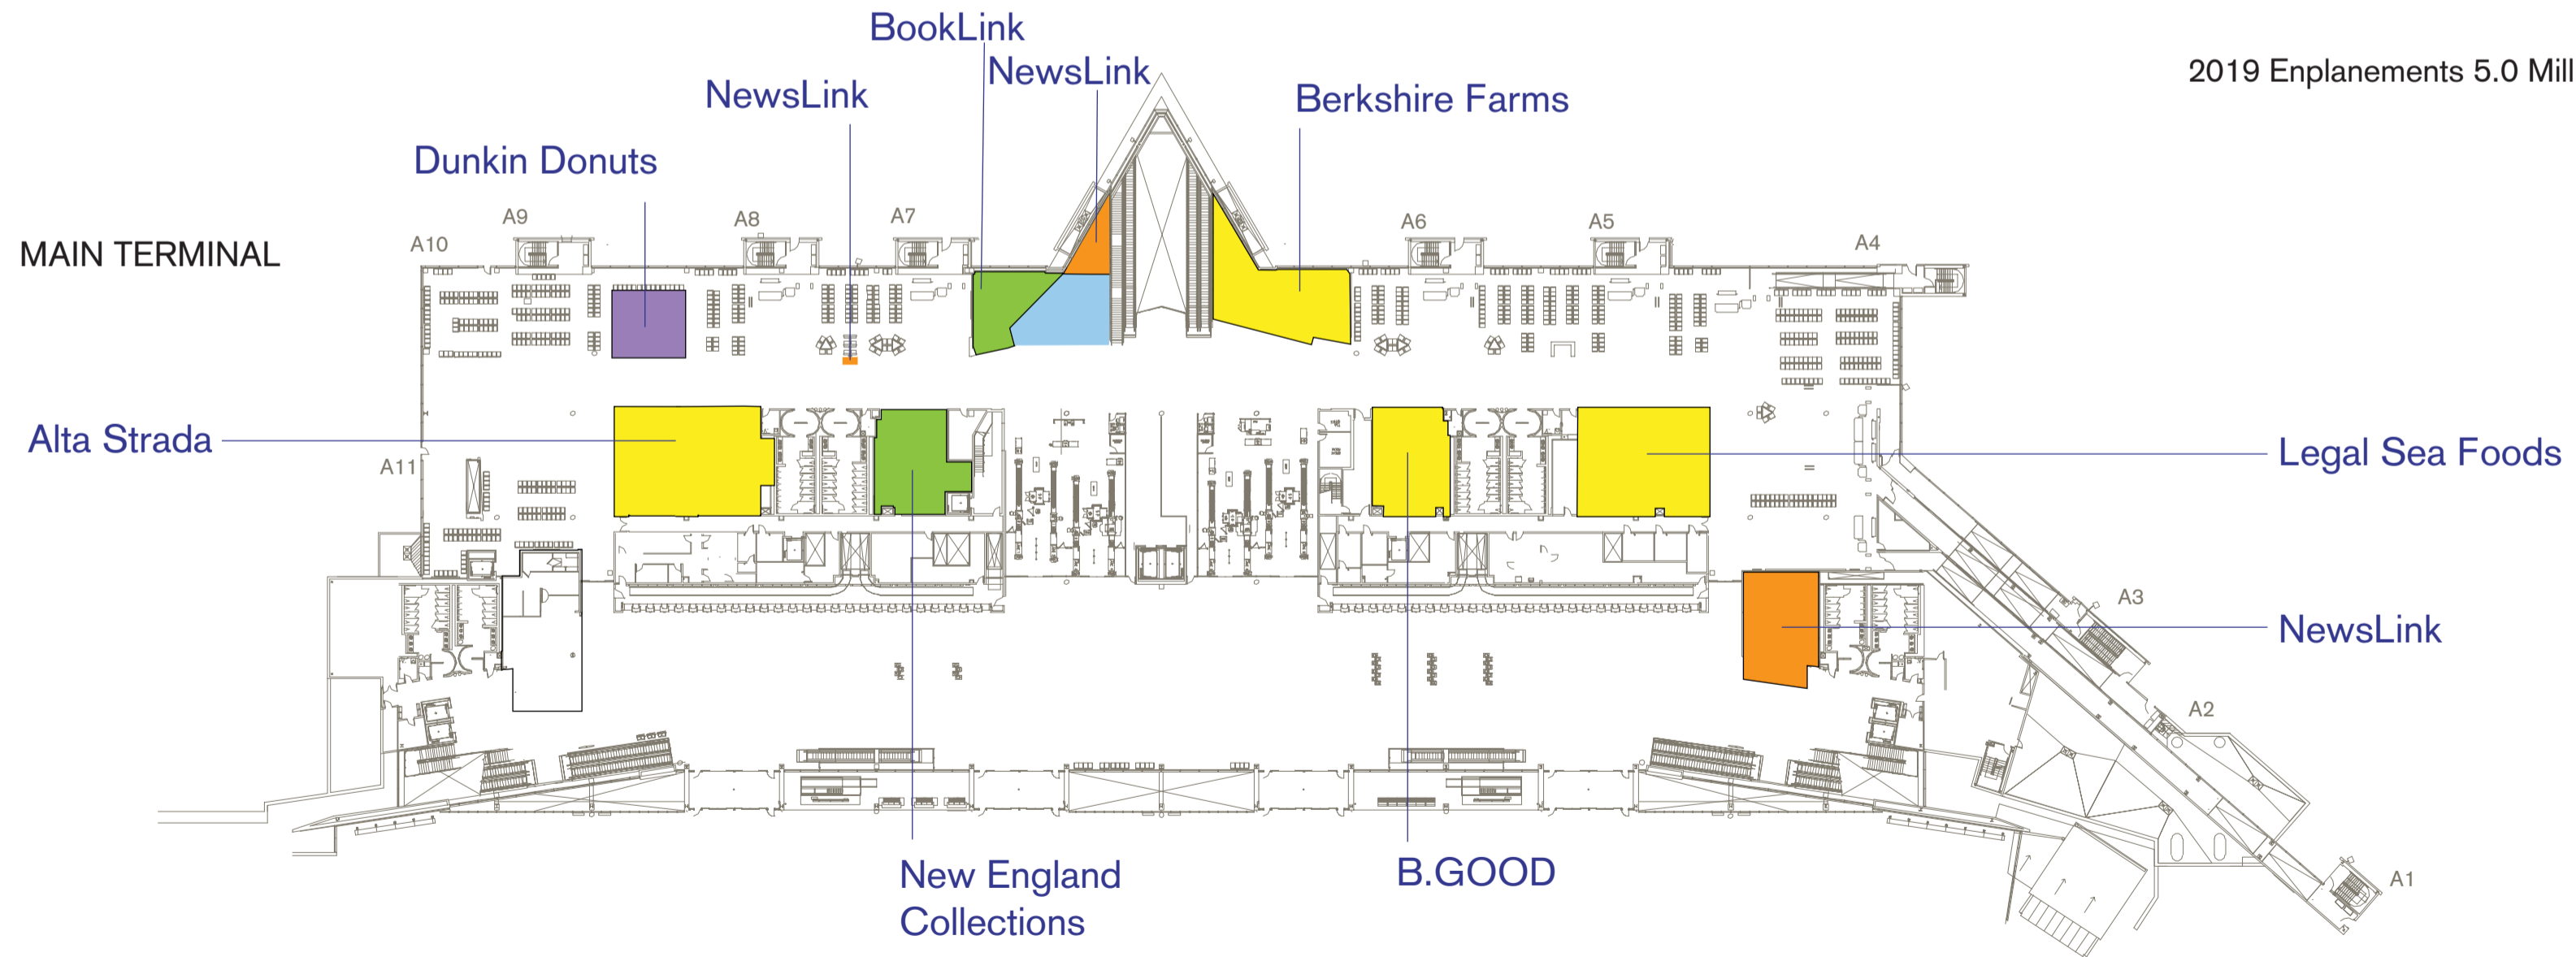 BookLink
NewsLink
2019 Enplanements 5.0 Mill
NewsLink
Berkshire Farms
Dunkin Donuts
A9
A8
A7
A6
A5
A10
A4
MAIN TERMINAL
Alta Strada
A11
Legal Sea Foods
A3
NewsLink
A2
New England
Collections
B.GOOD
A1